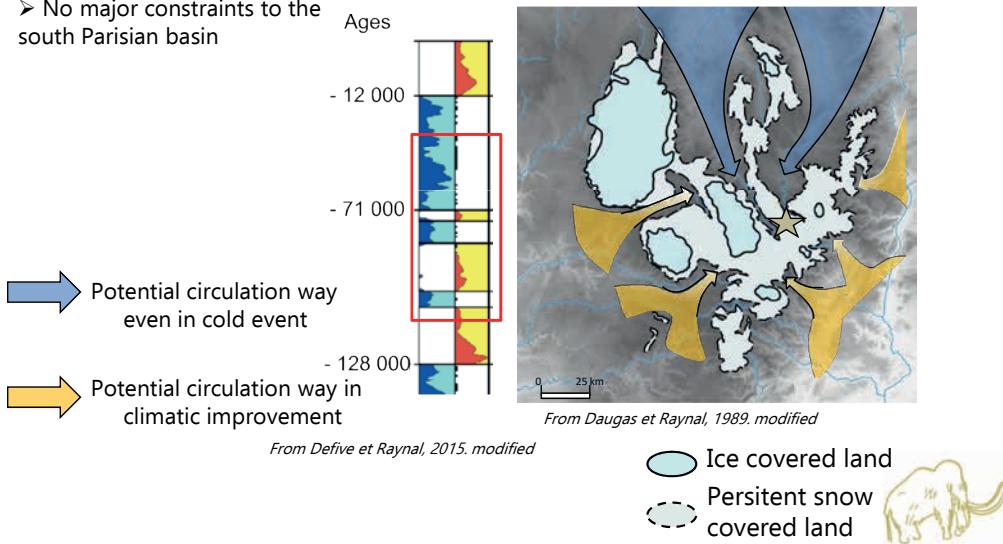 ➢ No major constraints to the
south Parisian basin
Ages
- 12 000
- 71 000
- 128 000
Potential circulation way
even in cold event
Potential circulation way in
climatic improvement
From Defive et Raynal, 2015. modified
0 25 km
From Daugas et Raynal, 1989. modified
Ice covered land
Persitent snow
covered land